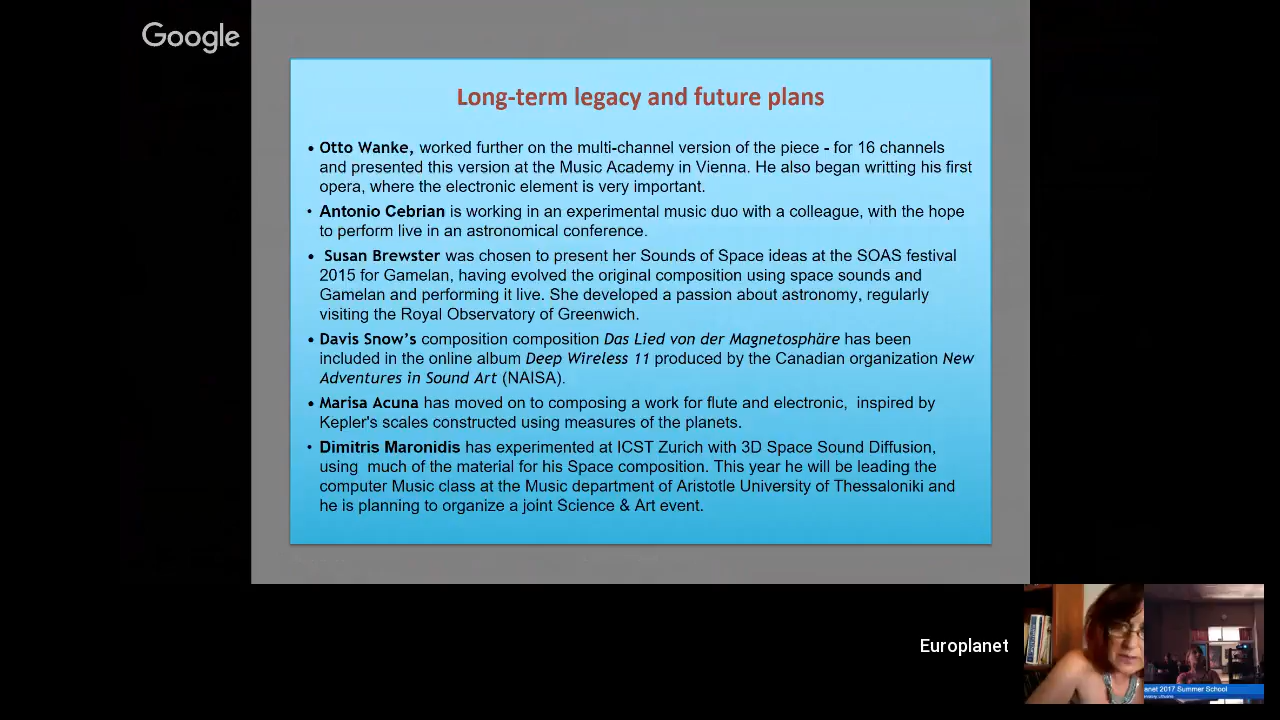 Google
Long-term legacy and future plans
• Otto Wanke, worked further on the multi-channel version of the piece - for 16 channels
and presented this version at the Music Academy in Vienna. He also began writting his first
opera, where the electronic element is very important.
• Antonio Cebrian is working in an experimental music duo with a colleague, with the hope
to perform live in an astronomical conference.
• Susan Brewster was chosen to present her Sounds of Space ideas at the SOAS festival
2015 for Gamelan, having evolved the original composition using space sounds and
Gamelan and performing it live. She developed a passion about astronomy, regularly
visiting the Royal Observatory of Greenwich.
• Davis Snow's composition composition Das Lied von der Magnetosphäre has been
included in the online album Deep Wireless 11 produced by the Canadian organization New
Adventures in Sound Art (NAISA).
• Marisa Acuna has moved on to composing a work for flute and electronic, inspired by
Kepler's scales constructed using measures of the planets.
• Dimitris Maronidis has experimented at ICST Zurich with 3D Space Sound Diffusion,
using much of the material for his Space composition. This year he will be leading the
computer Music class at the Music department of Aristotle University of Thessaloniki and
he is planning to organize a joint Science & Art event.
Europlanet
anet 2017 Summer School